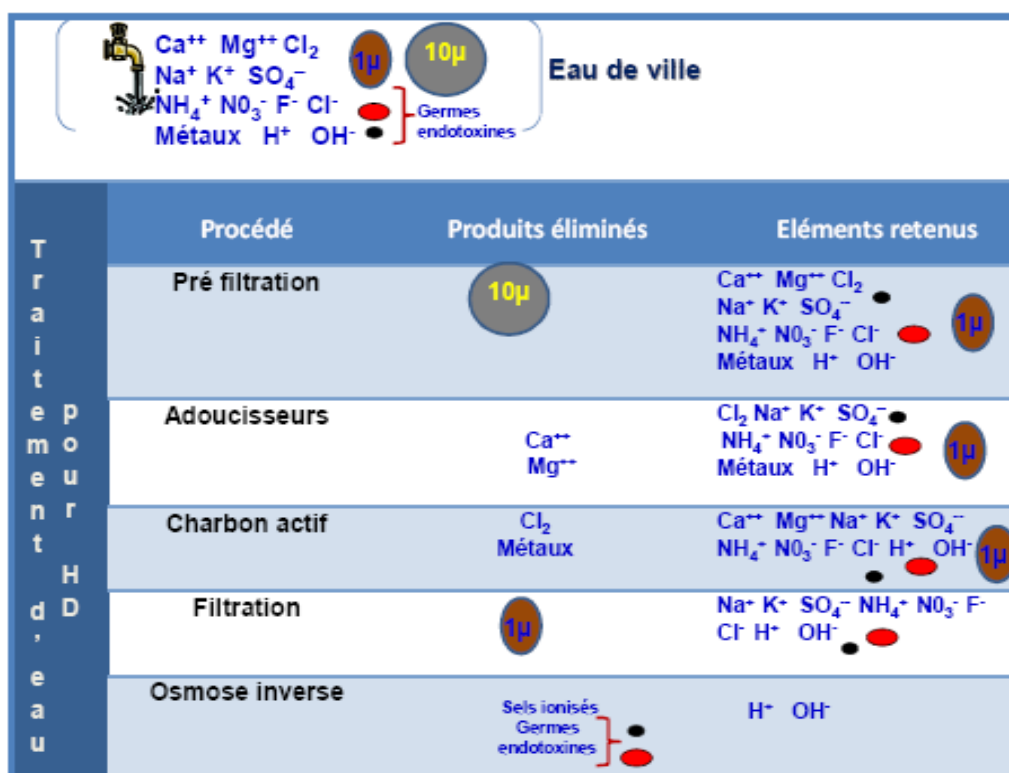 Ca⁺⁺ Mg⁺⁺ Cl₂
Na⁺ K⁺ SO₄⁻⁻
NH₄⁺ N0₃⁻ F⁻ Cl⁻
Métaux H⁺ OH⁻
1µ
10µ
Germes
endotoxines
Eau de ville
Traitement d'eau
pour HD
Procédé Produits éliminés Eléments retenus
Pré filtration
10µ
Ca⁺⁺ Mg⁺⁺ Cl₂
Na⁺ K⁺ SO₄⁻⁻
NH₄⁺ N0₃⁻ F⁻ Cl⁻
Métaux H⁺ OH⁻
1µ
Adoucisseurs
Ca⁺⁺
Mg⁺⁺
Cl₂ Na⁺ K⁺ SO₄⁻⁻
NH₄⁺ N0₃⁻ F⁻ Cl⁻
Métaux H⁺ OH⁻
1µ
Charbon actif
Cl₂
Métaux
Ca⁺⁺ Mg⁺⁺ Na⁺ K⁺ SO₄⁻⁻
NH₄⁺ N0₃⁻ F⁻ Cl⁻ H⁺ OH⁻
1µ
Filtration
1µ
Na⁺ K⁺ SO₄⁻⁻ NH₄⁺ N0₃⁻ F⁻
Cl⁻ H⁺ OH⁻
Osmose inverse
Sels ionisés
Germes
endotoxines
H⁺ OH⁻